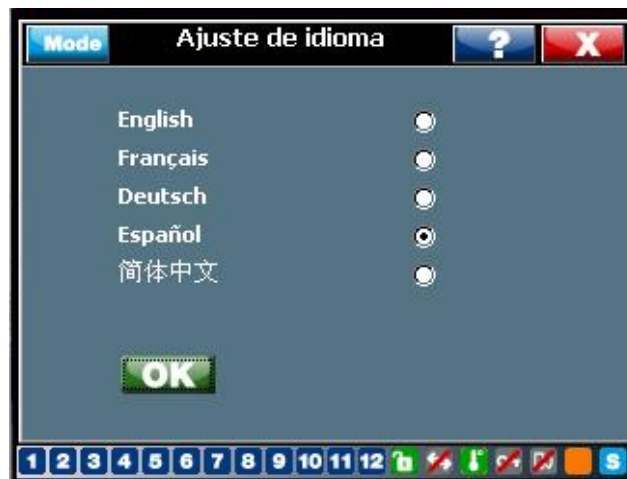 Mode Ajuste de idioma ? X
English
Français
Deutsch
Español
简体中文
OK
1 2 3 4 5 6 7 8 9 10 11 12 S